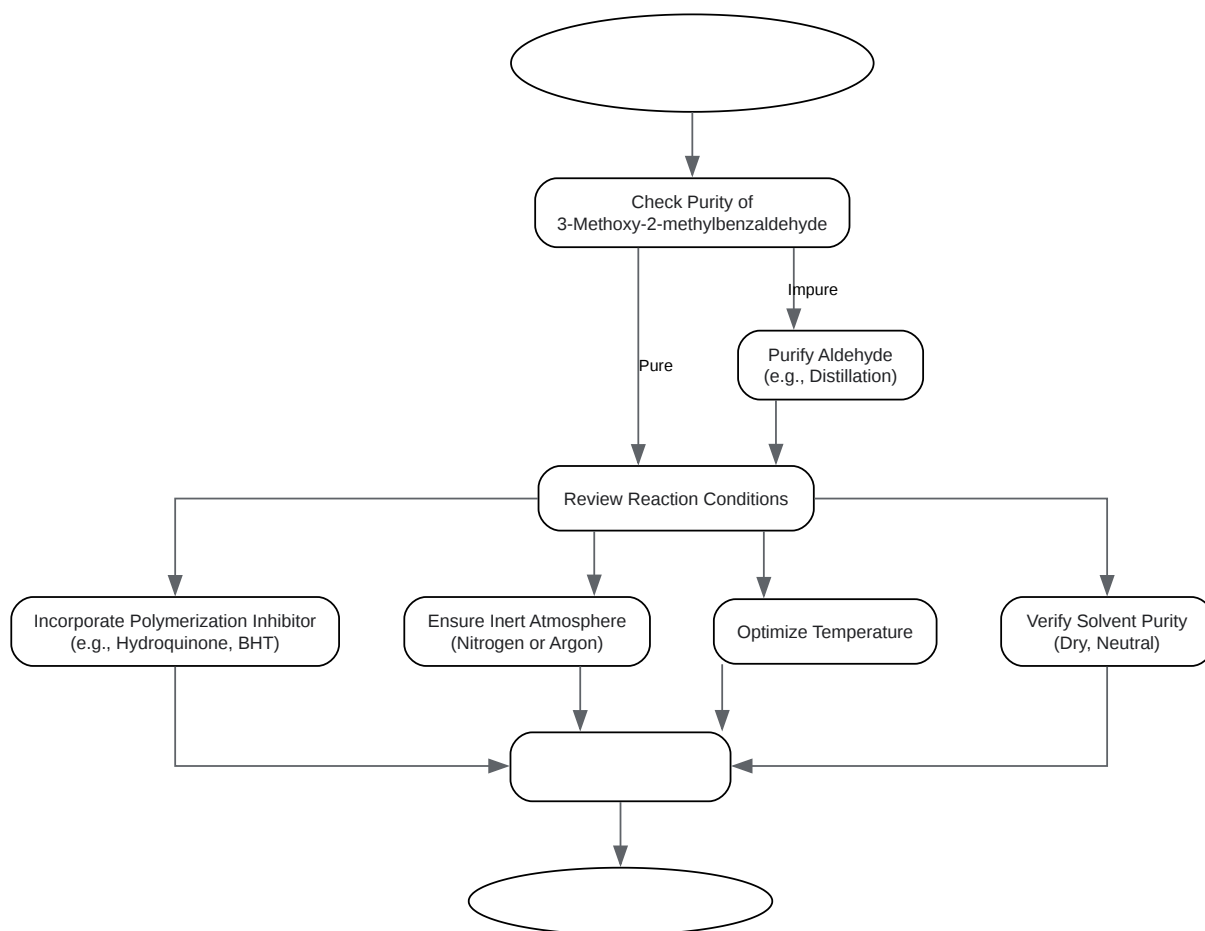 Check Purity of
3-Methoxy-2-methylbenzaldehyde
Impure
Pure
Purify Aldehyde
(e.g., Distillation)
Review Reaction Conditions
Incorporate Polymerization Inhibitor
(e.g., Hydroquinone, BHT)
Ensure Inert Atmosphere
(Nitrogen or Argon)
Optimize Temperature
Verify Solvent Purity
(Dry, Neutral)